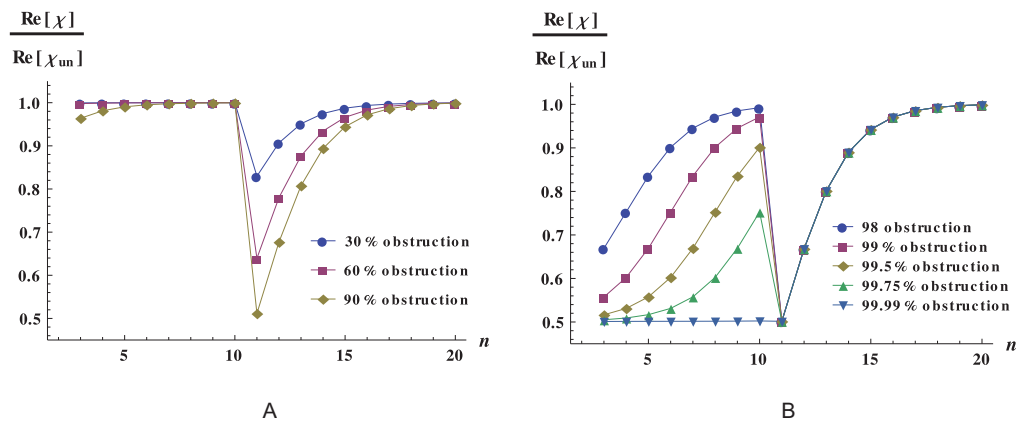 Re[χ]
Re[χun]
1.0
0.9
0.8
0.7
0.6
0.5
5
10
15
20
n
30% obstruction
60% obstruction
90% obstruction
A
Re[χ]
Re[χun]
1.0
0.9
0.8
0.7
0.6
0.5
5
10
15
20
n
98 obstruction
99% obstruction
99.5% obstruction
99.75% obstruction
99.99% obstruction
B